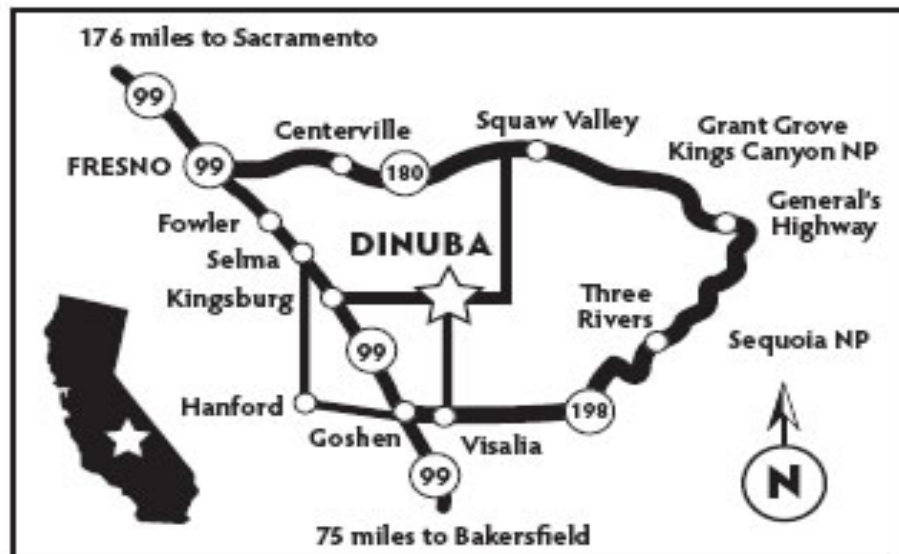 176 miles to Sacramento
99
Centerville
Squaw Valley
Grant Grove
Kings Canyon NP
FRESNO
99
180
General's
Highway
Fowler
DINUBA
Selma
Kingsburg
Three
Rivers
99
Sequoia NP
Hanford
198
Goshen
Visalia
99
N
75 miles to Bakersfield